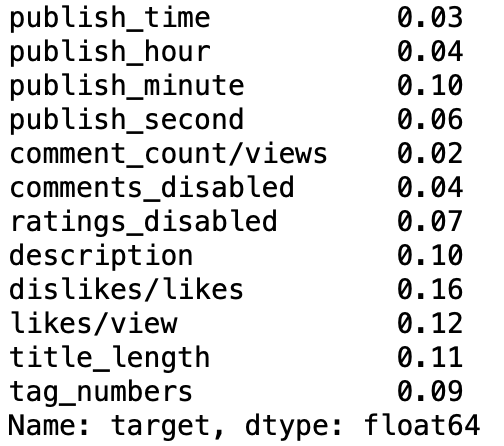 publish_time 0.03
publish_hour 0.04
publish_minute 0.10
publish_second 0.06
comment_count/views 0.02
comments_disabled 0.04
ratings_disabled 0.07
description 0.10
dislikes/likes 0.16
likes/view 0.12
title_length 0.11
tag_numbers 0.09
Name: target, dtype: float64